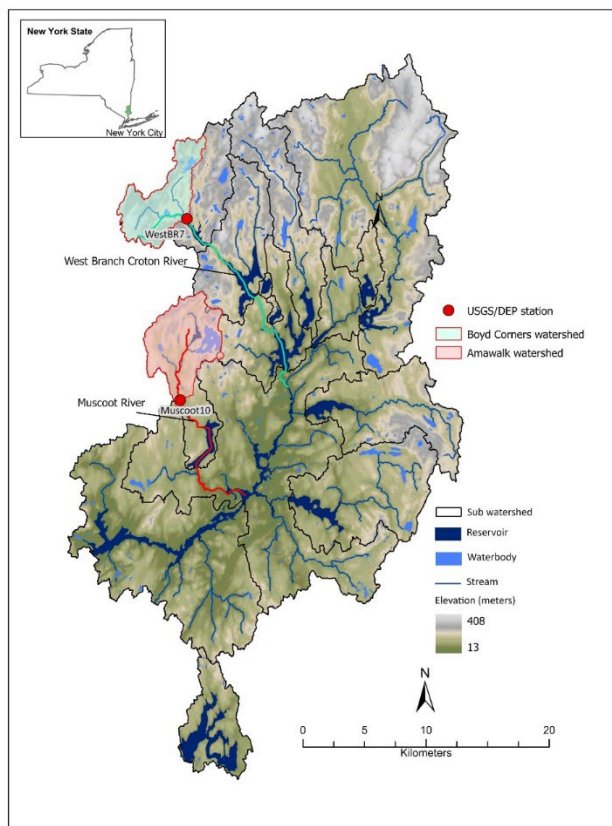 New York State
New York City
WestBR7
West Branch Croton River
USGS/DEP station
Boyd Corners watershed
Amawalk watershed
Muscoot River
Muscoot10
Sub watershed
Reservoir
Waterbody
Stream
Elevation (meters)
408
13
N
0 5 10 20
Kilometers